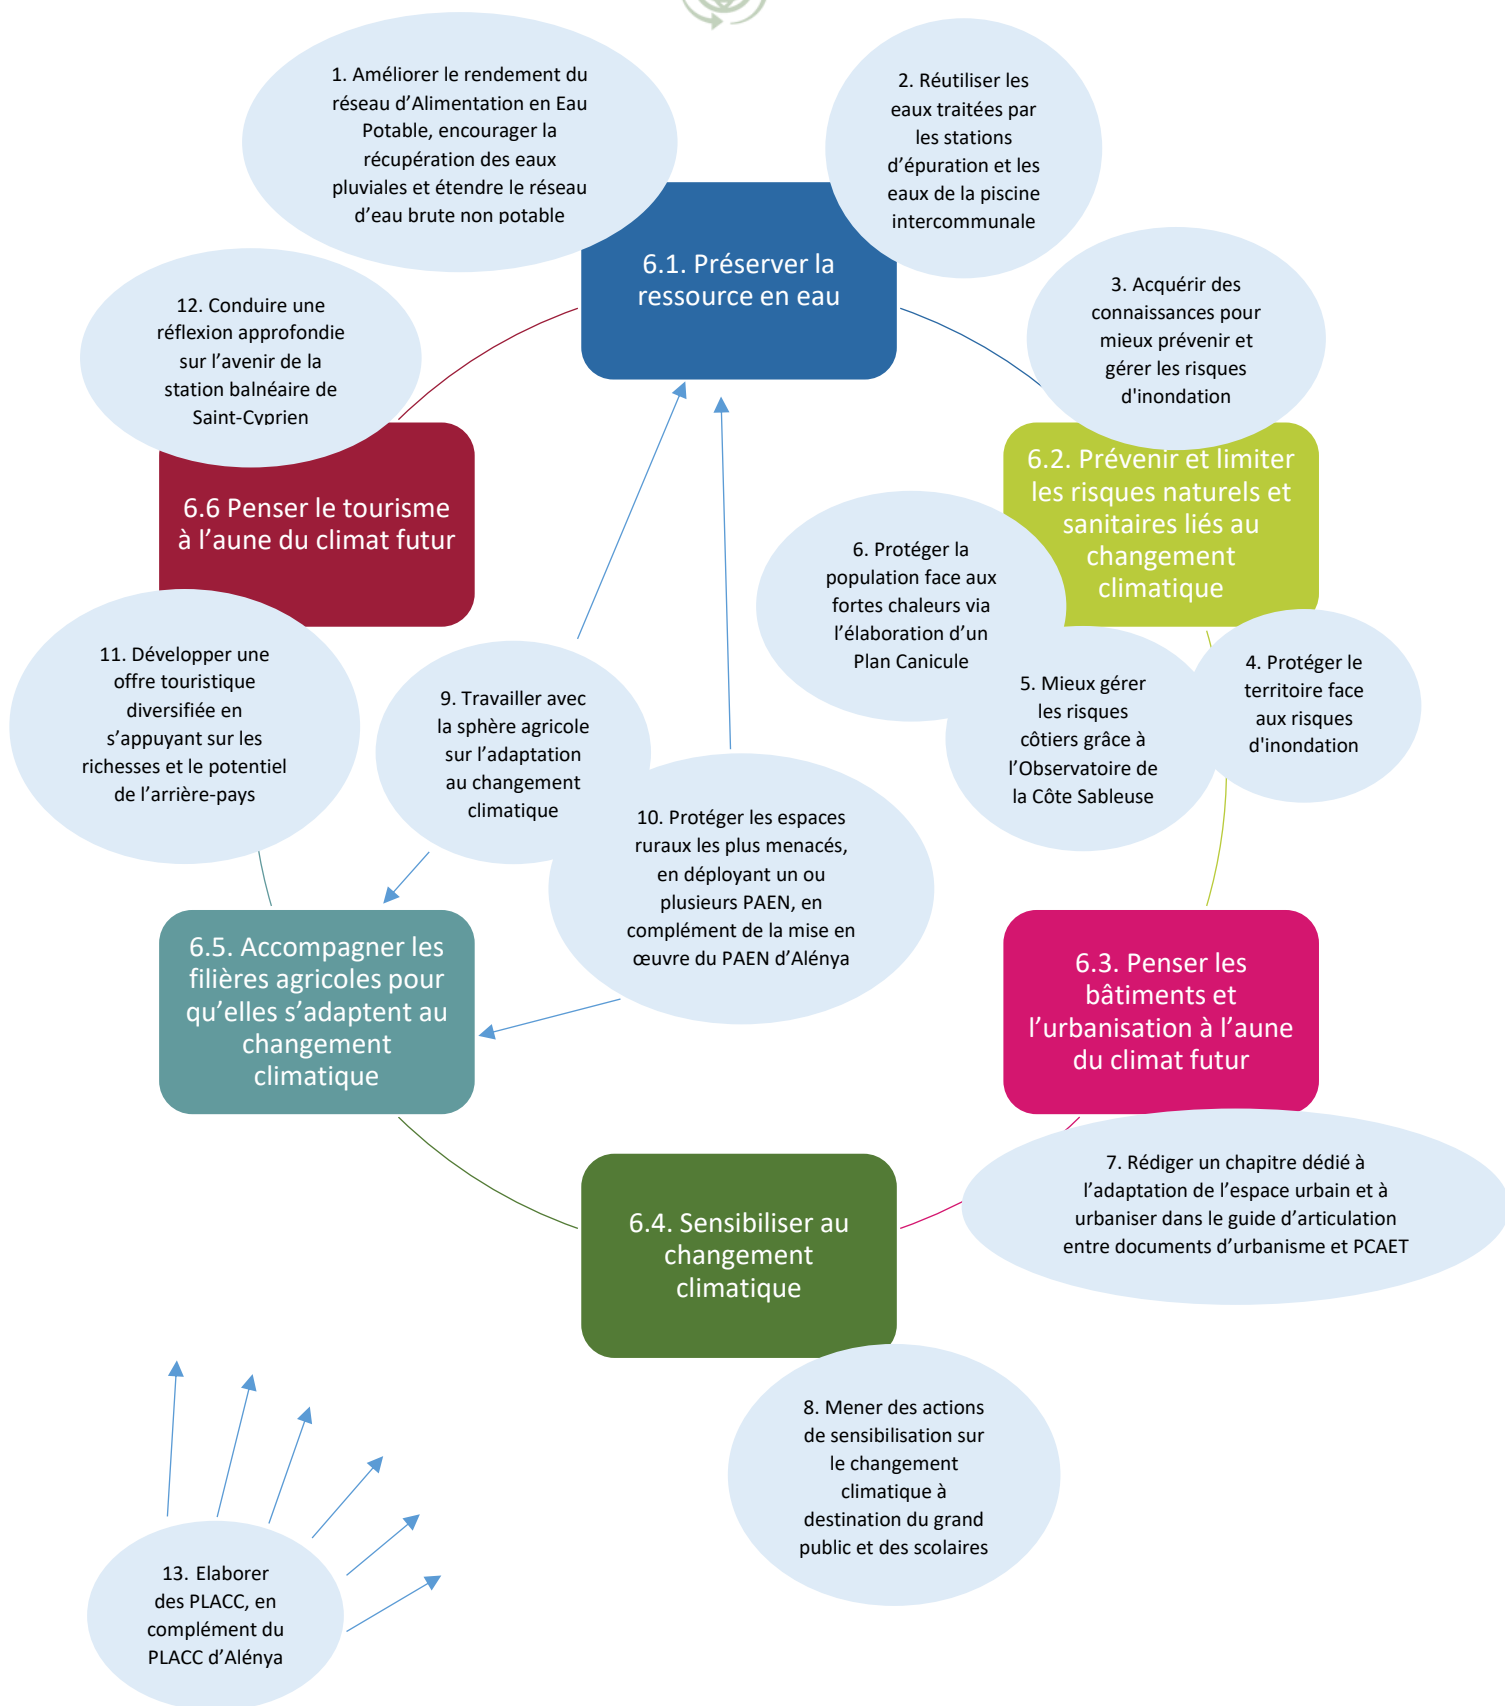 1. Améliorer le rendement du
réseau d’Alimentation en Eau
Potable, encourager la
récupération des eaux
pluviales et étendre le réseau
d’eau brute non potable
2. Réutiliser les
eaux traitées par
les stations
d’épuration et les
eaux de la piscine
intercommunale
6.1. Préserver la
ressource en eau
3. Acquérir des
connaissances pour
mieux prévenir et
gérer les risques
d'inondation
12. Conduire une
réflexion approfondie
sur l’avenir de la
station balnéaire de
Saint-Cyprien
6.2. Prévenir et limiter
les risques naturels et
sanitaires liés au
changement
climatique
6.6 Penser le tourisme
à l’aune du climat futur
6. Protéger la
population face aux
fortes chaleurs via
l’élaboration d’un
Plan Canicule
11. Développer une
offre touristique
diversifiée en
s’appuyant sur les
richesses et le potentiel
de l’arrière-pays
9. Travailler avec
la sphère agricole
sur l’adaptation
au changement
climatique
5. Mieux gérer
les risques
côtiers grâce à
l’Observatoire de
la Côte Sableuse
4. Protéger le
territoire face
aux risques
d'inondation
10. Protéger les espaces
ruraux les plus menacés,
en déployant un ou
plusieurs PAEN, en
complément de la mise en
œuvre du PAEN d’Alénya
6.5. Accompagner les
filières agricoles pour
qu’elles s’adaptent au
changement
climatique
6.3. Penser les
bâtiments et
l’urbanisation à l’aune
du climat futur
7. Rédiger un chapitre dédié à
l’adaptation de l’espace urbain et à
urbaniser dans le guide d’articulation
entre documents d’urbanisme et PCAET
6.4. Sensibiliser au
changement
climatique
8. Mener des actions
de sensibilisation sur
le changement
climatique à
destination du grand
public et des scolaires
13. Elaborer
des PLACC, en
complément du
PLACC d’Alénya